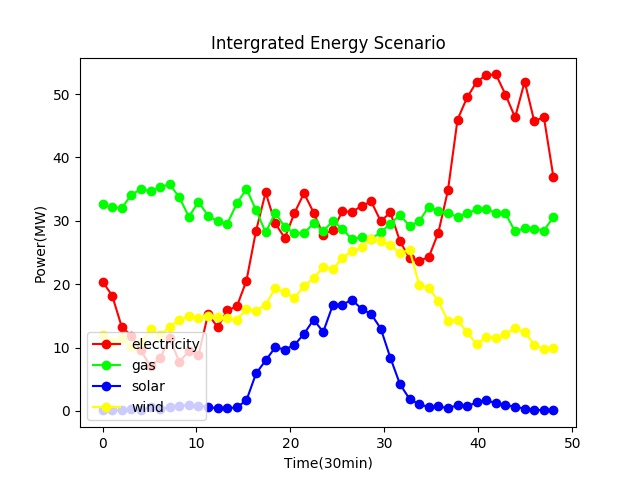 Intergrated Energy Scenario
Power(MW)
50
40
30
20
10
0
electricity
gas
solar
wind
0 10 20 30 40 50
Time(30min)